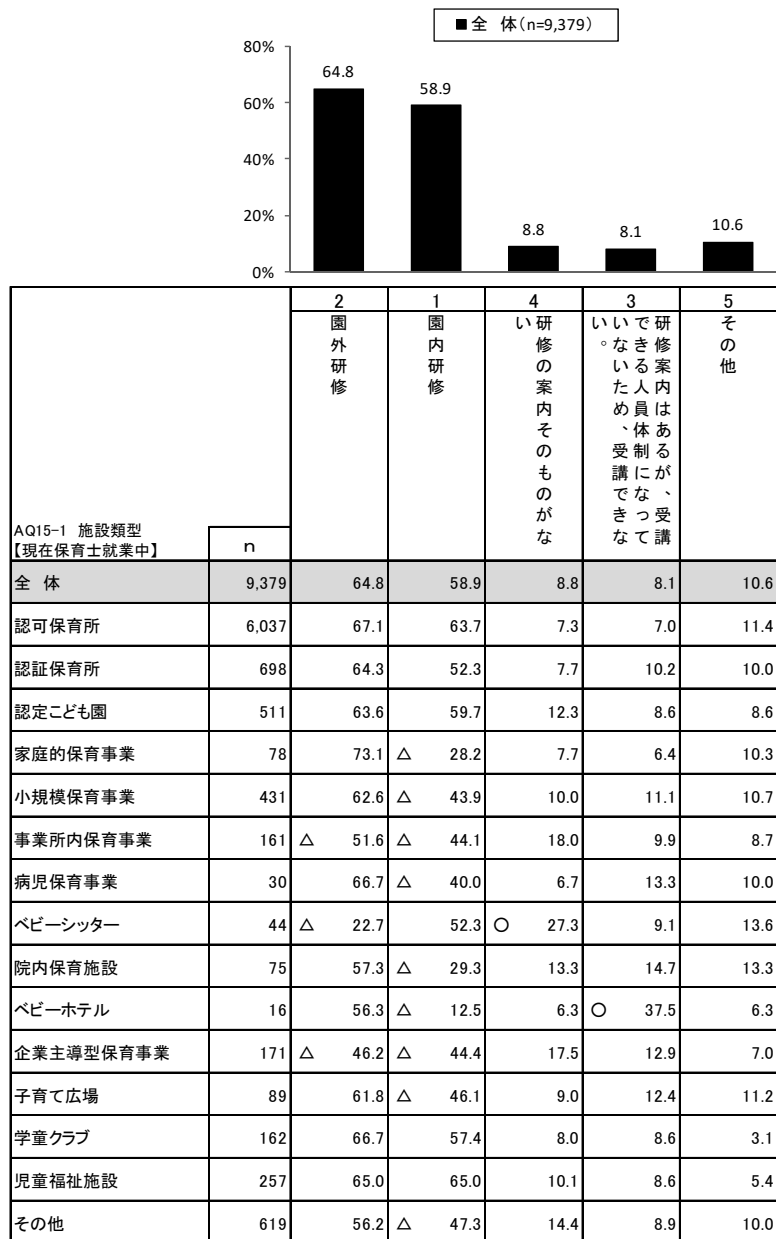 ■全 体(n=9,379)
80%
60%
40%
20%
0%
64.8
58.9
8.8
8.1
10.6
2 1 4 3 5
園外研修
園内研修
研修の案内そのものがな
い
研修案内はあるが、受講
できる人員体制になって
いないため、受講できな
い。
その他
AQ15-1 施設類型
【現在保育士就業中】 n
全 体 9,379 64.8 58.9 8.8 8.1 10.6
認可保育所 6,037 67.1 63.7 7.3 7.0 11.4
認証保育所 698 64.3 52.3 7.7 10.2 10.0
認定こども園 511 63.6 59.7 12.3 8.6 8.6
家庭的保育事業 78 73.1 △ 28.2 7.7 6.4 10.3
小規模保育事業 431 62.6 △ 43.9 10.0 11.1 10.7
事業所内保育事業 161 △ 51.6 △ 44.1 18.0 9.9 8.7
病児保育事業 30 66.7 △ 40.0 6.7 13.3 10.0
ベビーシッター 44 △ 22.7 52.3 ○ 27.3 9.1 13.6
院内保育施設 75 57.3 △ 29.3 13.3 14.7 13.3
ベビーホテル 16 56.3 △ 12.5 6.3 ○ 37.5 6.3
企業主導型保育事業 171 △ 46.2 △ 44.4 17.5 12.9 7.0
子育て広場 89 61.8 △ 46.1 9.0 12.4 11.2
学童クラブ 162 66.7 57.4 8.0 8.6 3.1
児童福祉施設 257 65.0 65.0 10.1 8.6 5.4
その他 619 56.2 △ 47.3 14.4 8.9 10.0